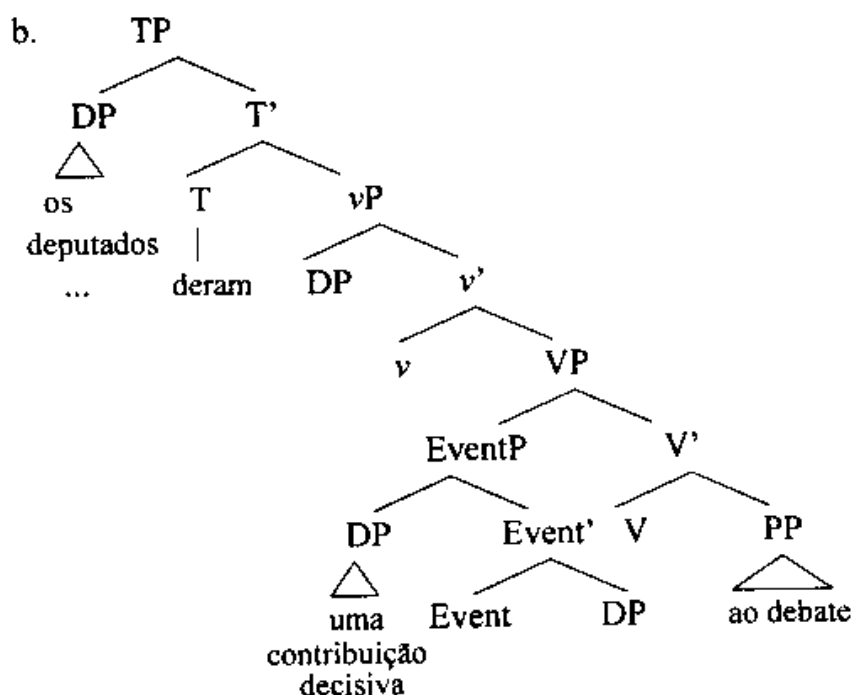 b. TP
DP T’
os T vP
deputados
... deram DP v’
v VP
EventP V’
DP Event’ V PP
uma Event DP ao debate
contribuição
decisiva